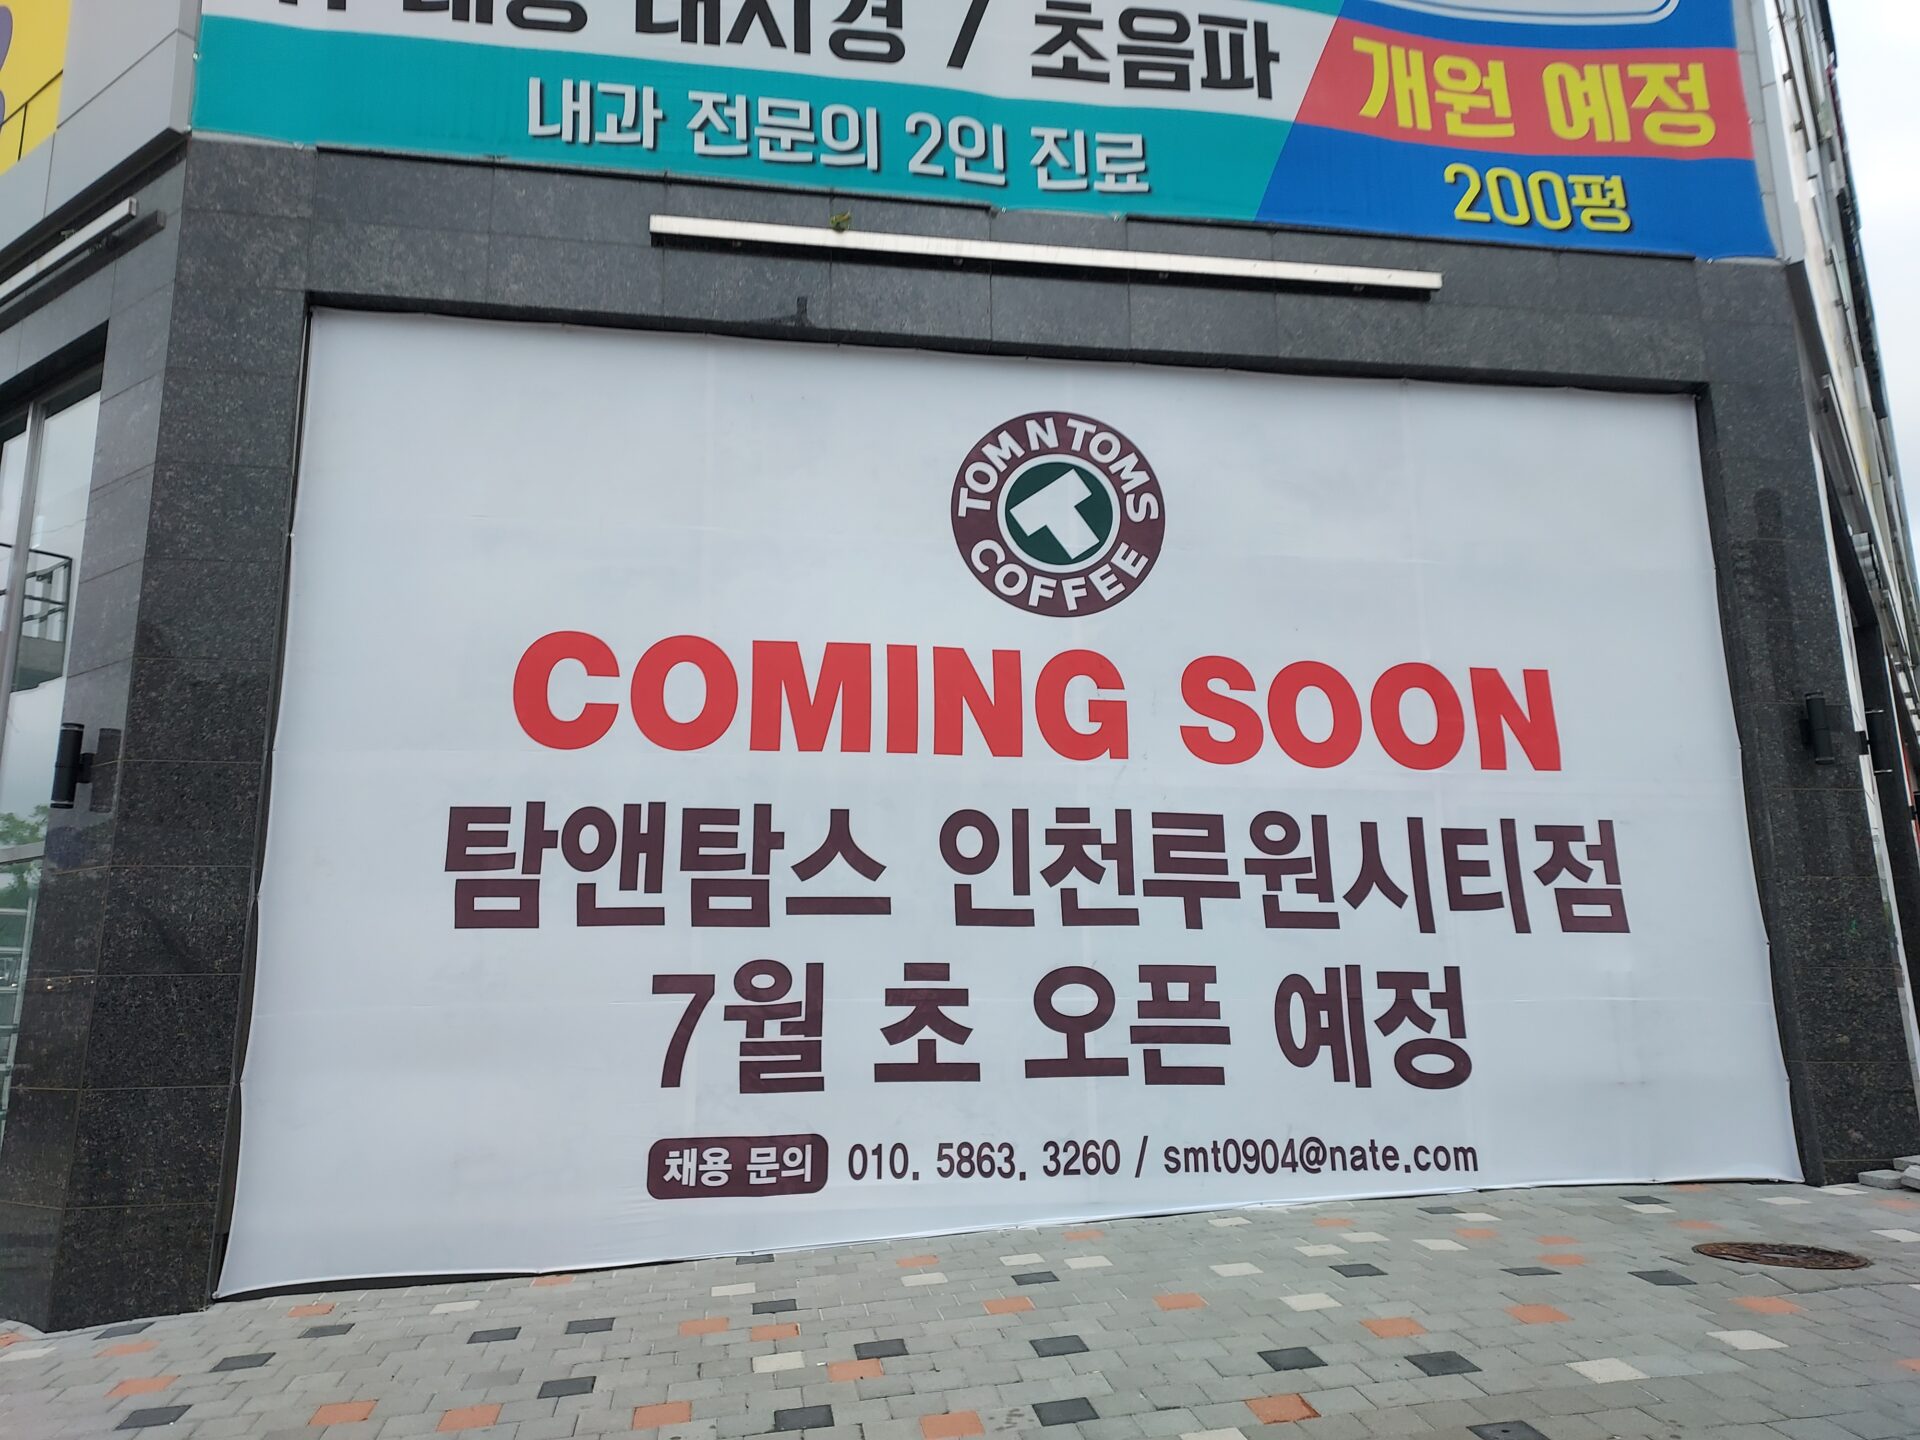 대장 내시경 / 초음파
내과 전문의 2인 진료
개원 예정
200평
TOM N TOMS
COFFEE
COMING SOON
탐앤탐스 인천루원시티점
7월 초 오픈 예정
채용 문의 010. 5863. 3260 / smt0904@nate.com